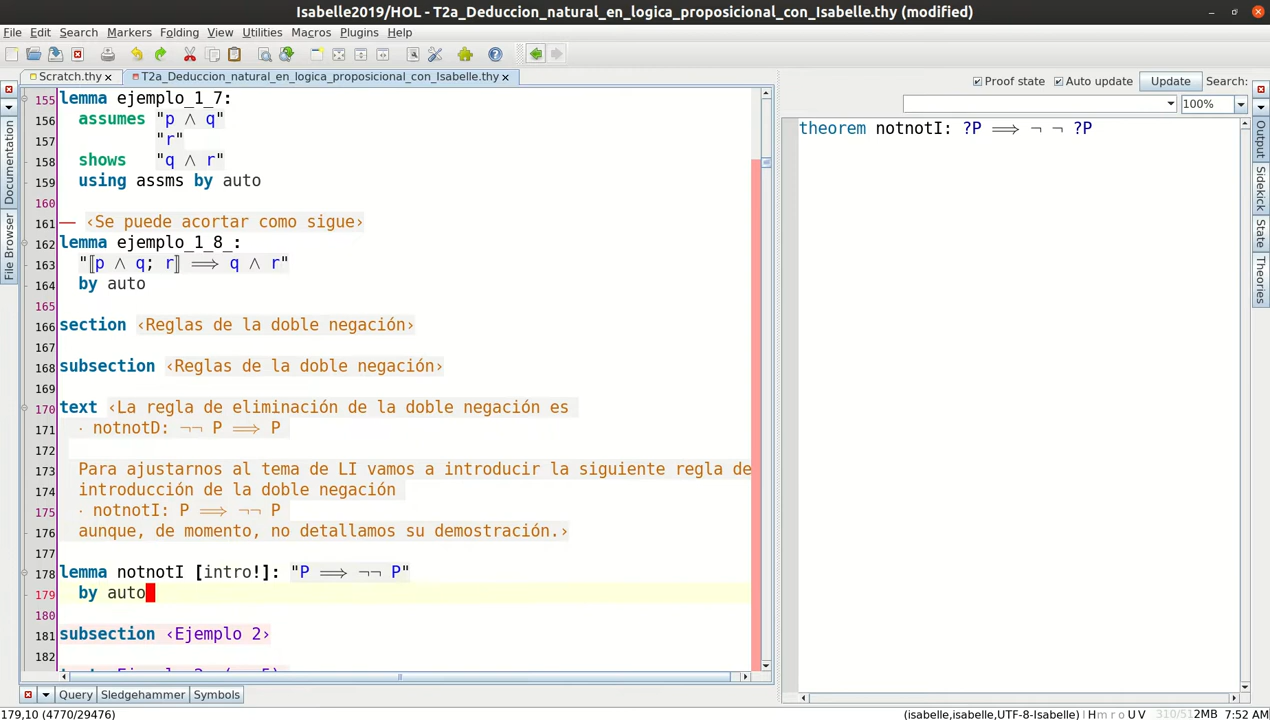 Isabelle2019/HOL - T2a_Deduccion_natural_en_logica_proposicional_con_Isabelle.thy (modified)
File Edit Search Markers Folding View Utilities Macros Plugins Help
Scratch.thy T2a_Deduccion_natural_en_logica_proposicional_con_Isabelle.thy
Proof state Auto update Update Search:
100%
Documentation
File Browser
155 lemma ejemplo_1_7:
156 assumes "p ∧ q"
157 "r"
158 shows "q ∧ r"
159 using assms by auto
160
161 — ‹Se puede acortar como sigue›
162 lemma ejemplo_1_8_:
163 "⟦p ∧ q; r⟧ ⟹ q ∧ r"
164 by auto
165
166 section ‹Reglas de la doble negación›
167
168 subsection ‹Reglas de la doble negación›
169
170 text ‹La regla de eliminación de la doble negación es
171 · notnotD: ¬¬ P ⟹ P
172
173 Para ajustarnos al tema de LI vamos a introducir la siguiente regla de
174 introducción de la doble negación
175 · notnotI: P ⟹ ¬¬ P
176 aunque, de momento, no detallamos su demostración.›
177
178 lemma notnotI [intro!]: "P ⟹ ¬¬ P"
179 by auto
180
181 subsection ‹Ejemplo 2›
182
theorem notnotI: ?P ⟹ ¬ ¬ ?P
Output
Sidekick
State
Theories
Query Sledgehammer Symbols
179,10 (4770/29476)
(isabelle,isabelle,UTF-8-Isabelle) | H m r o U V 310/512MB 7:52 AM